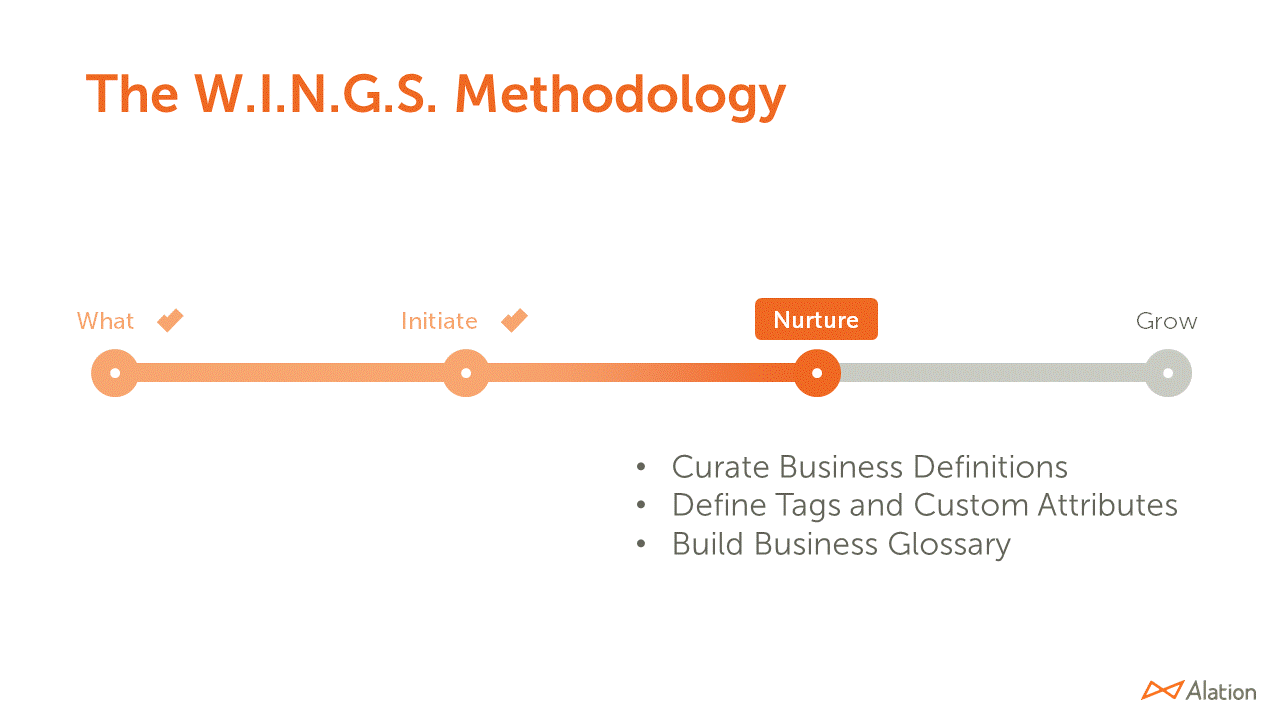 The W.I.N.G.S. Methodology
What
Initiate
Nurture
Grow
• Curate Business Definitions
• Define Tags and Custom Attributes
• Build Business Glossary
Alation